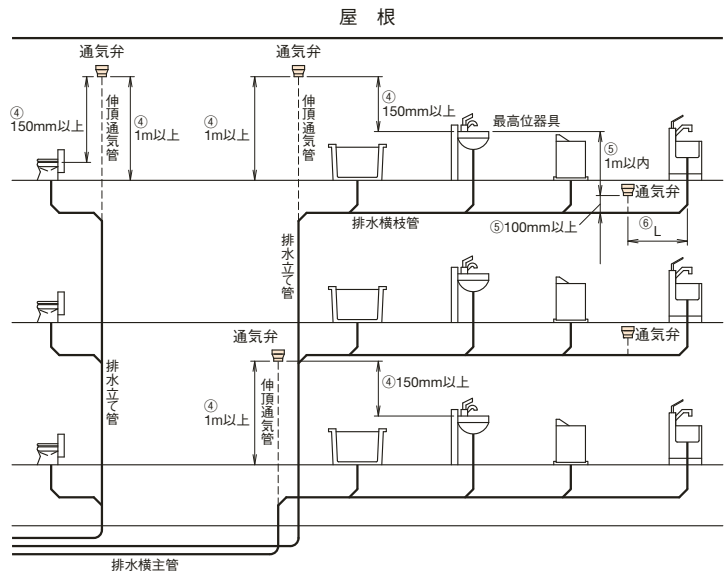 屋 根
通気弁
通気弁
④
150mm以上
伸頂通気管
④
1m以上
④
1m以上
伸頂通気管
④
150mm以上
最高位器具
⑤
1m以内
通気弁
⑤100mm以上
⑥L
排水横枝管
排水立て管
通気弁
通気弁
排水立て管
④
1m以上
伸頂通気管
④150mm以上
排水横主管